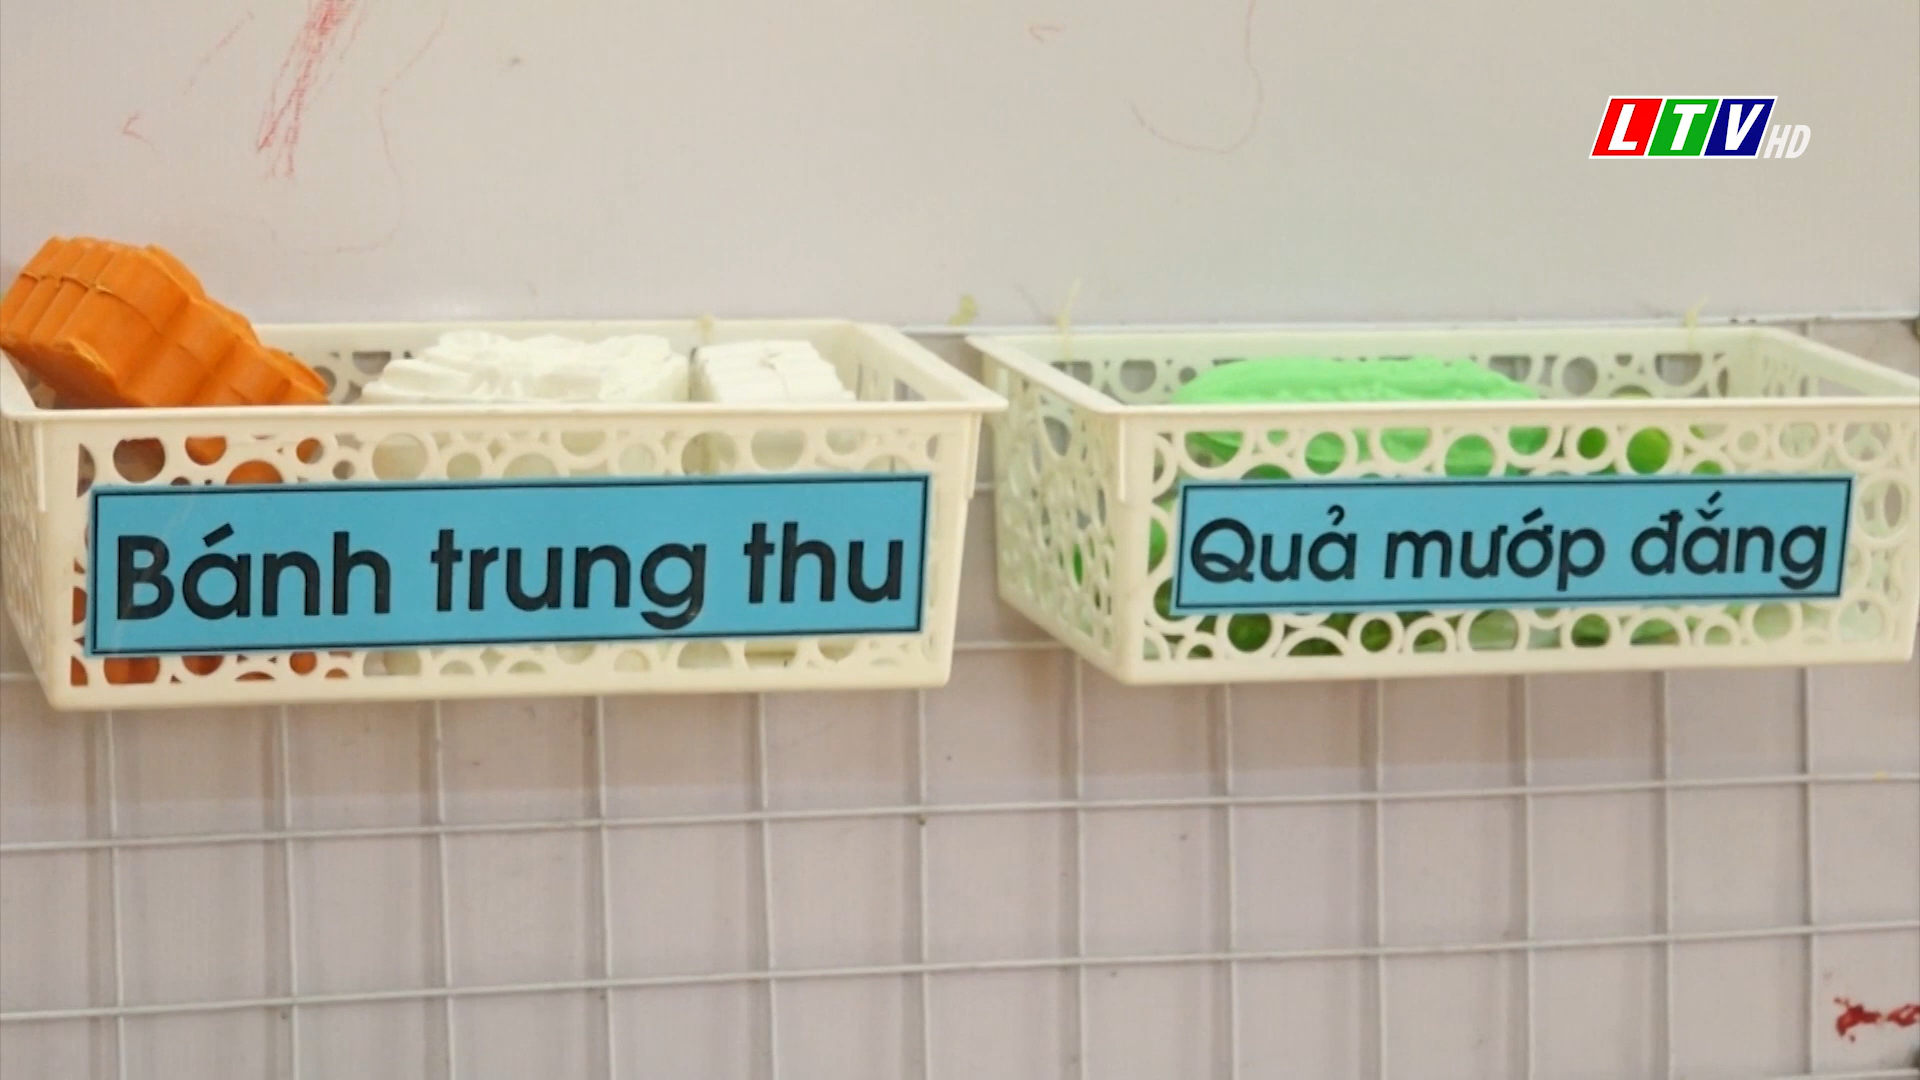 LTV HD
Bánh trung thu
Quả mướp đắng